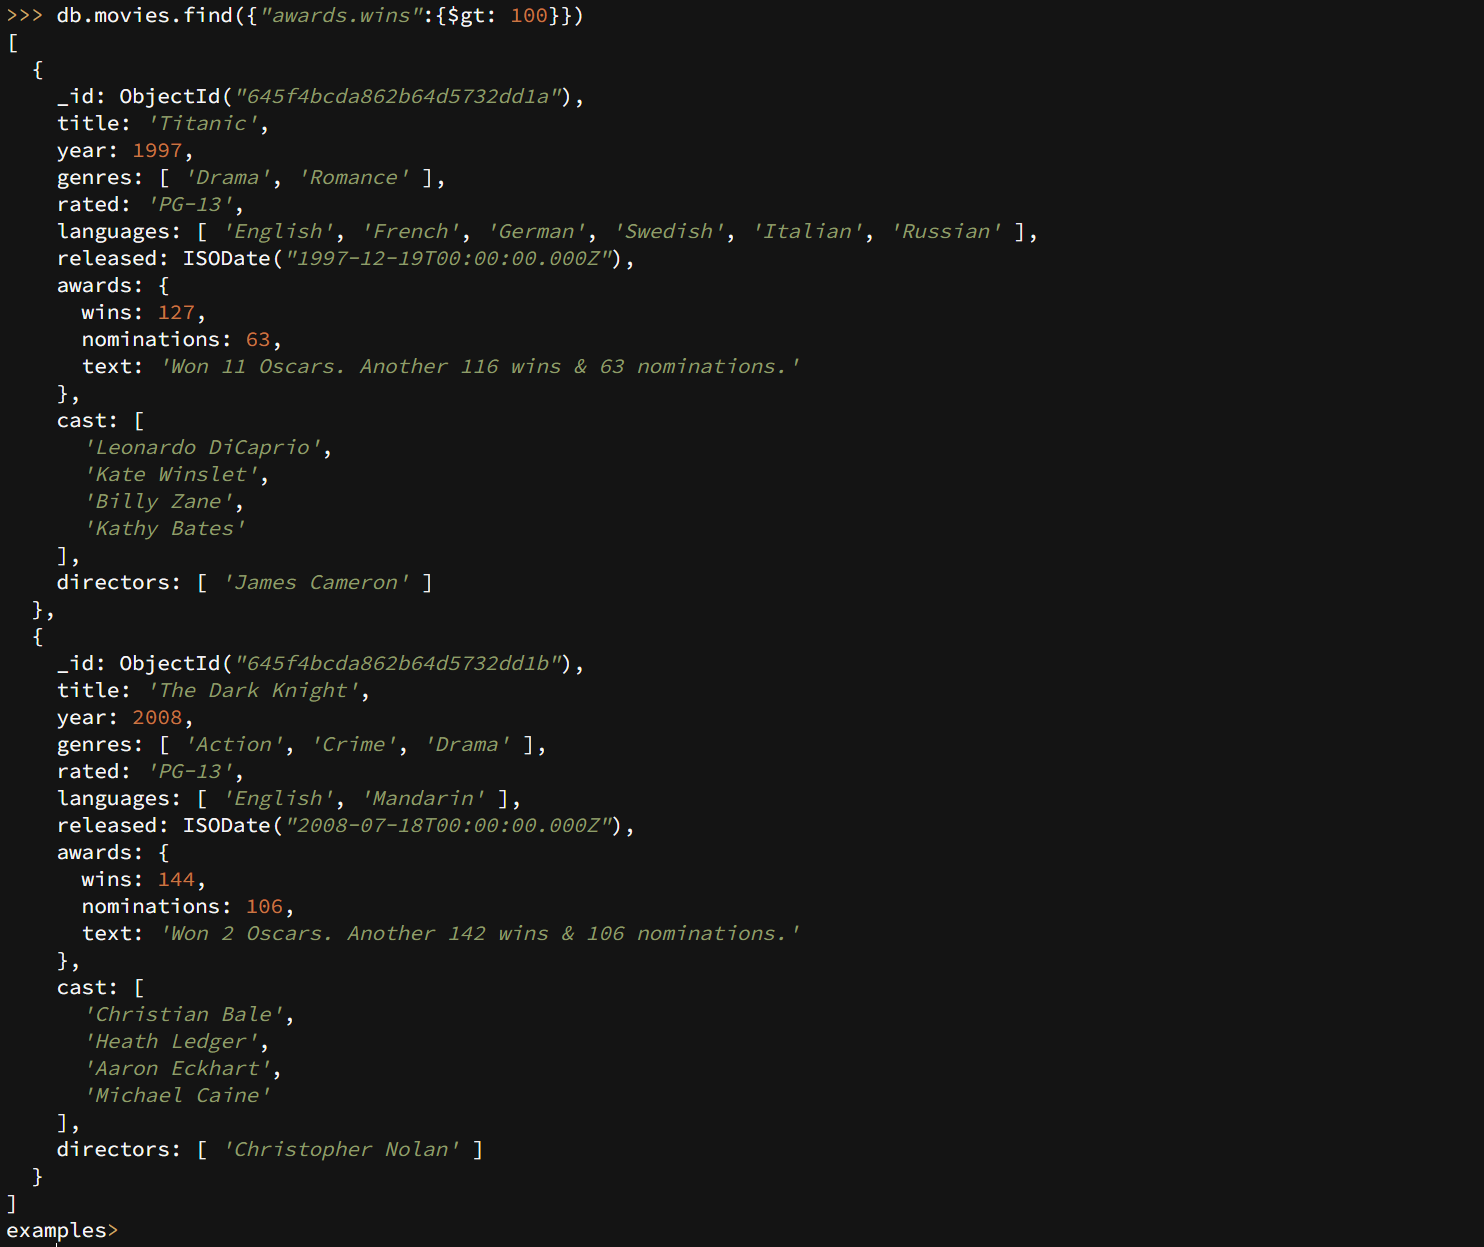 >>> db.movies.find({"awards.wins":{$gt: 100}})
[
  {
    _id: ObjectId("645f4bcda862b64d5732dd1a"),
    title: 'Titanic',
    year: 1997,
    genres: [ 'Drama', 'Romance' ],
    rated: 'PG-13',
    languages: [ 'English', 'French', 'German', 'Swedish', 'Italian', 'Russian' ],
    released: ISODate("1997-12-19T00:00:00.000Z"),
    awards: {
      wins: 127,
      nominations: 63,
      text: 'Won 11 Oscars. Another 116 wins & 63 nominations.'
    },
    cast: [
      'Leonardo DiCaprio',
      'Kate Winslet',
      'Billy Zane',
      'Kathy Bates'
    ],
    directors: [ 'James Cameron' ]
  },
  {
    _id: ObjectId("645f4bcda862b64d5732dd1b"),
    title: 'The Dark Knight',
    year: 2008,
    genres: [ 'Action', 'Crime', 'Drama' ],
    rated: 'PG-13',
    languages: [ 'English', 'Mandarin' ],
    released: ISODate("2008-07-18T00:00:00.000Z"),
    awards: {
      wins: 144,
      nominations: 106,
      text: 'Won 2 Oscars. Another 142 wins & 106 nominations.'
    },
    cast: [
      'Christian Bale',
      'Heath Ledger',
      'Aaron Eckhart',
      'Michael Caine'
    ],
    directors: [ 'Christopher Nolan' ]
  }
]
examples>